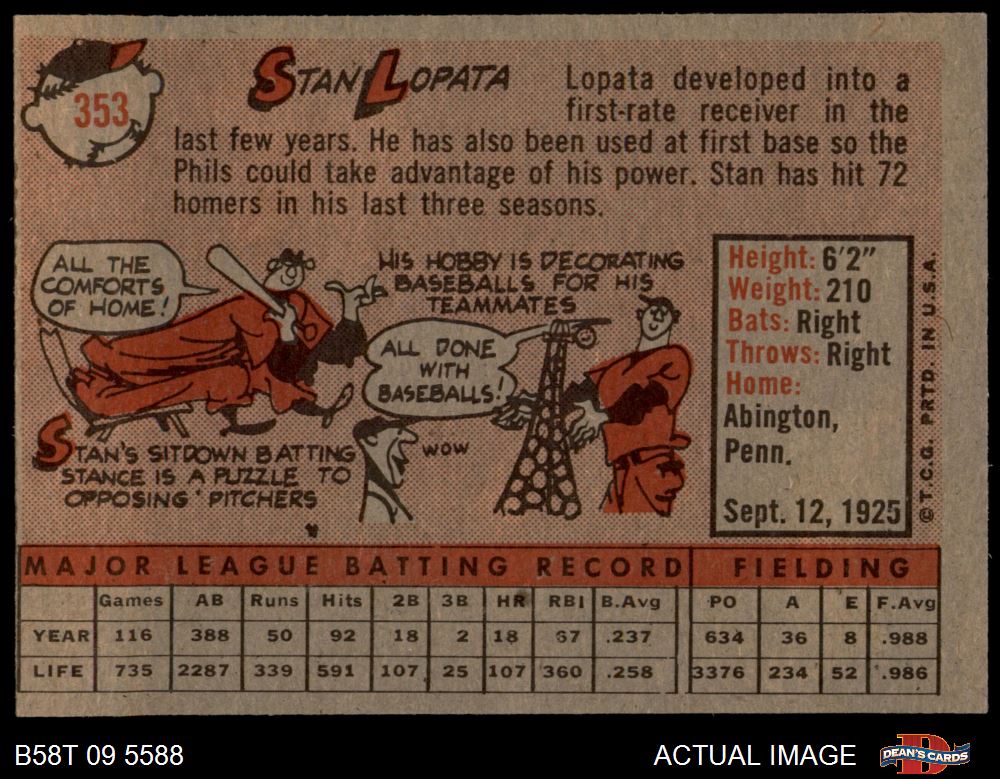 353
STAN LOPATA
Lopata developed into a
first-rate receiver in the
last few years. He has also been used at first base so the
Phils could take advantage of his power. Stan has hit 72
homers in his last three seasons.
ALL THE
COMFORTS
OF HOME!
STAN'S SITDOWN BATTING
STANCE IS A PUZZLE TO
OPPOSING PITCHERS
HIS HOBBY IS DECORATING
BASEBALLS FOR HIS
TEAMMATES
ALL DONE
WITH
BASEBALLS!
WOW
Height: 6'2"
Weight: 210
Bats: Right
Throws: Right
Home:
Abington,
Penn.
Sept. 12, 1925
© T.C.G. PRTD. IN U.S.A.
MAJOR LEAGUE BATTING RECORD FIELDING
Games AB Runs Hits 2B 3B HR RBI B.Avg PO A E F.Avg
YEAR 116 388 50 92 18 2 18 67 .237 634 36 8 .988
LIFE 735 2287 339 591 107 25 107 360 .258 3376 234 52 .986
B58T 09 5588
ACTUAL IMAGE
DEAN'S CARDS